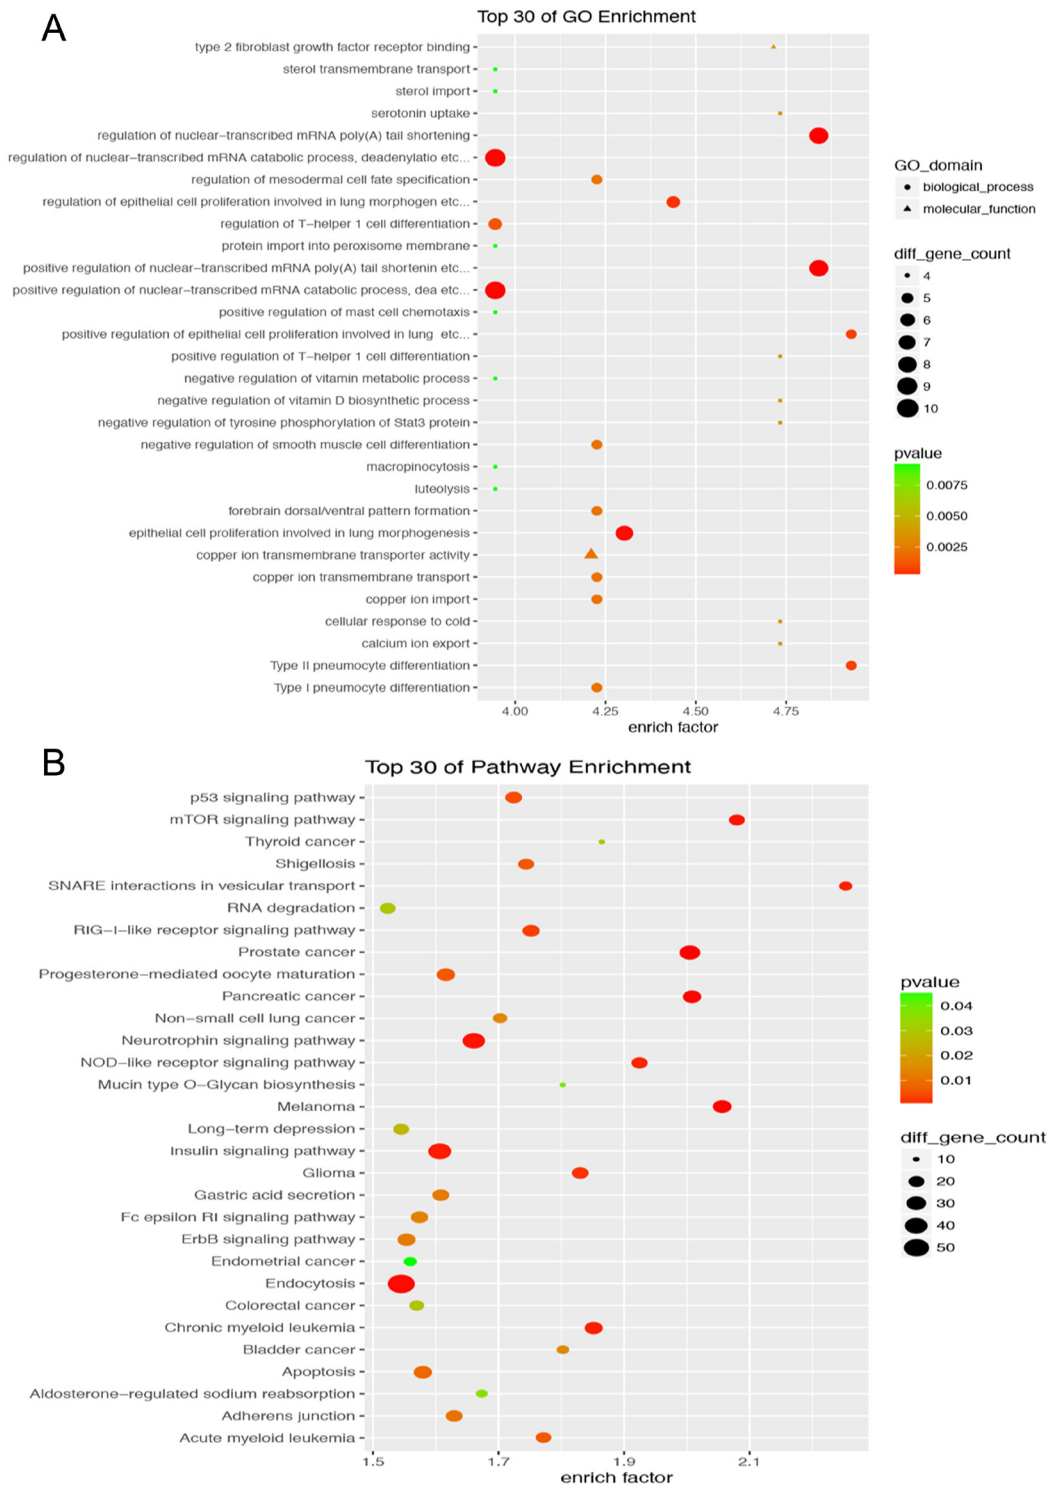 A
Top 30 of GO Enrichment
type 2 fibroblast growth factor receptor binding
sterol transmembrane transport
sterol import
serotonin uptake
regulation of nuclear−transcribed mRNA poly(A) tail shortening
regulation of nuclear−transcribed mRNA catabolic process, deadenylatio etc...
regulation of mesodermal cell fate specification
regulation of epithelial cell proliferation involved in lung morphogen etc...
regulation of T−helper 1 cell differentiation
protein import into peroxisome membrane
positive regulation of nuclear−transcribed mRNA poly(A) tail shortenin etc...
positive regulation of nuclear−transcribed mRNA catabolic process, dea etc...
positive regulation of mast cell chemotaxis
positive regulation of epithelial cell proliferation involved in lung etc...
positive regulation of T−helper 1 cell differentiation
negative regulation of vitamin metabolic process
negative regulation of vitamin D biosynthetic process
negative regulation of tyrosine phosphorylation of Stat3 protein
negative regulation of smooth muscle cell differentiation
macropinocytosis
luteolysis
forebrain dorsal/ventral pattern formation
epithelial cell proliferation involved in lung morphogenesis
copper ion transmembrane transporter activity
copper ion transmembrane transport
copper ion import
cellular response to cold
calcium ion export
Type II pneumocyte differentiation
Type I pneumocyte differentiation
4.00 4.25 4.50 4.75
enrich factor
GO_domain
biological_process
molecular_function
diff_gene_count
4
5
6
7
8
9
10
pvalue
0.0075
0.0050
0.0025
B
Top 30 of Pathway Enrichment
p53 signaling pathway
mTOR signaling pathway
Thyroid cancer
Shigellosis
SNARE interactions in vesicular transport
RNA degradation
RIG−I−like receptor signaling pathway
Prostate cancer
Progesterone−mediated oocyte maturation
Pancreatic cancer
Non−small cell lung cancer
Neurotrophin signaling pathway
NOD−like receptor signaling pathway
Mucin type O−Glycan biosynthesis
Melanoma
Long−term depression
Insulin signaling pathway
Glioma
Gastric acid secretion
Fc epsilon RI signaling pathway
ErbB signaling pathway
Endometrial cancer
Endocytosis
Colorectal cancer
Chronic myeloid leukemia
Bladder cancer
Apoptosis
Aldosterone−regulated sodium reabsorption
Adherens junction
Acute myeloid leukemia
1.5 1.7 1.9 2.1
enrich factor
pvalue
0.04
0.03
0.02
0.01
diff_gene_count
10
20
30
40
50